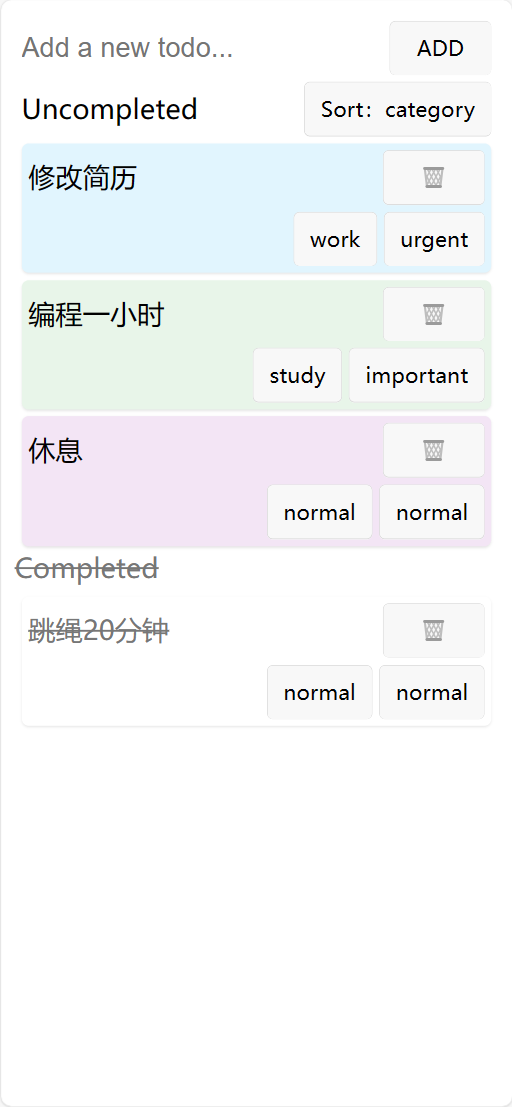 Add a new todo... ADD
Uncompleted Sort：category
修改简历
work urgent
编程一小时
study important
休息
normal normal
Completed
跳绳20分钟
normal normal